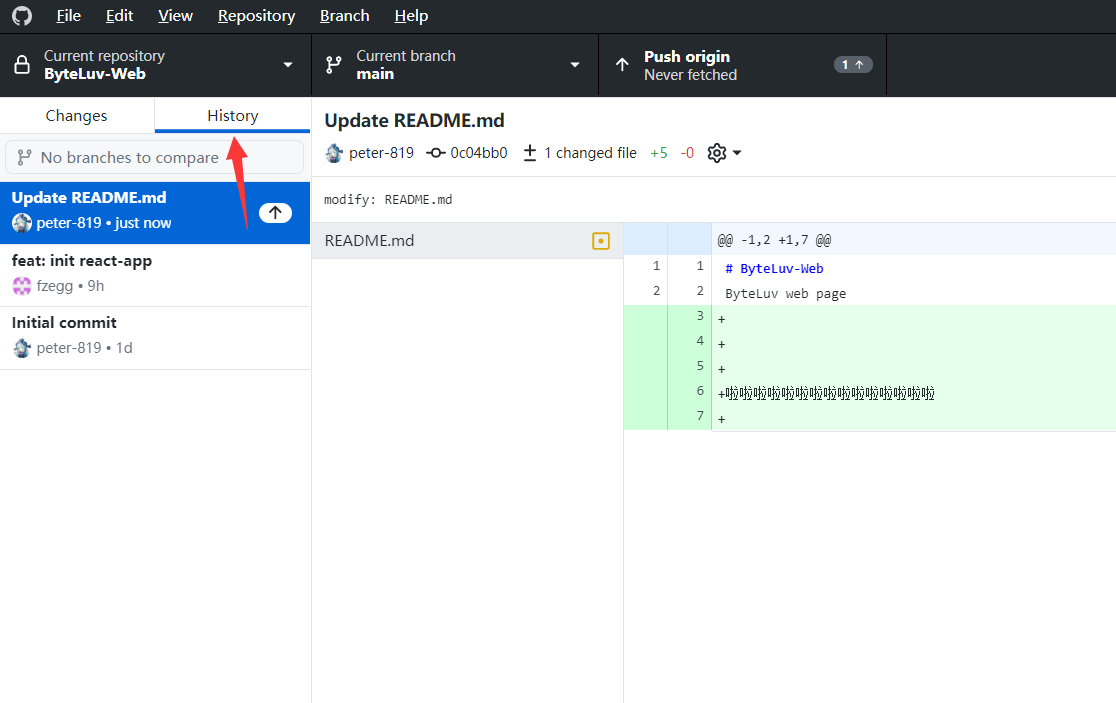 File Edit View Repository Branch Help
Current repository
ByteLuv-Web
Current branch
main
Push origin
Never fetched
1
Changes
History
No branches to compare
Update README.md
peter-819 • just now
feat: init react-app
fzegg • 9h
Initial commit
peter-819 • 1d
Update README.md
peter-819 0c04bb0 1 changed file +5 -0
modify: README.md
README.md
@@ -1,2 +1,7 @@
1 1 # ByteLuv-Web
2 2 ByteLuv web page
3 +
4 +
5 +
6 +啦啦啦啦啦啦啦啦啦啦啦啦啦啦啦
7 +